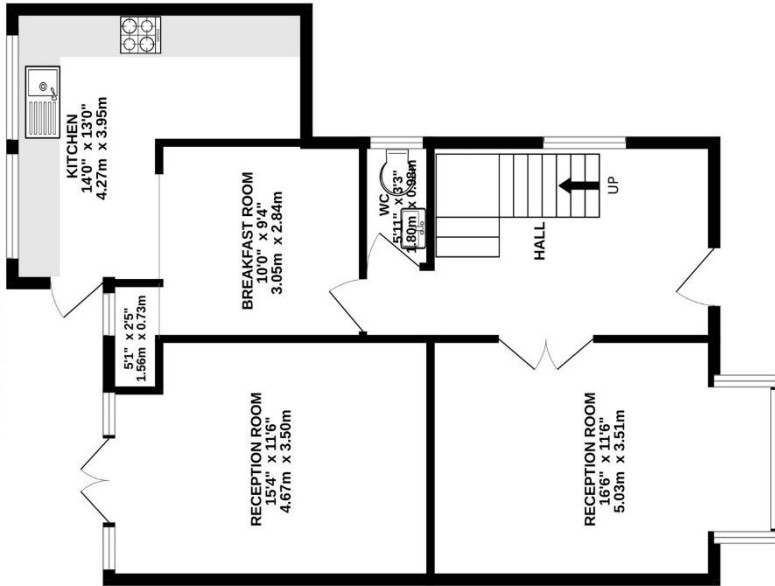 KITCHEN
14'0" x 13'0"
4.27m x 3.95m
BREAKFAST ROOM
10'0" x 9'4"
3.05m x 2.84m
WC
5'11" x 3'3"
1.80m x 0.98m
UP
HALL
5'1" x 2'5"
1.56m x 0.73m
RECEPTION ROOM
15'4" x 11'6"
4.67m x 3.50m
RECEPTION ROOM
16'6" x 11'6"
5.03m x 3.51m